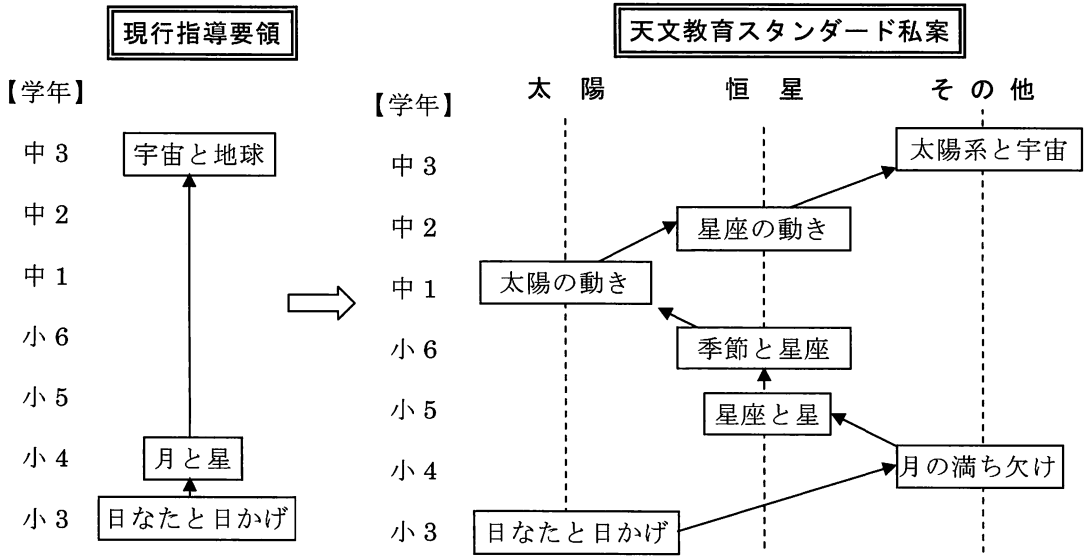 現行指導要領
【学年】
中3
宇宙と地球
中2
中1
小6
小5
小4
月と星
小3
日なたと日かげ
天文教育スタンダード私案
【学年】
太 陽
恒 星
そ の 他
中3
太陽系と宇宙
中2
星座の動き
中1
太陽の動き
小6
季節と星座
小5
星座と星
小4
月の満ち欠け
小3
日なたと日かげ